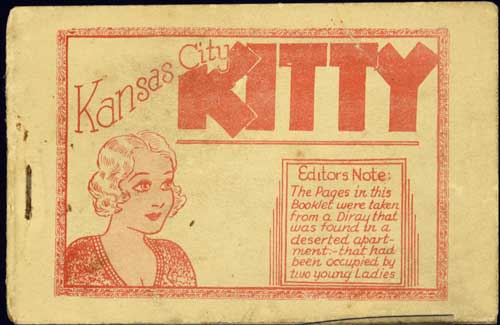 Kansas City
KITTY
Editors Note:
The Pages in this
Booklet were taken
from a Diray that
was found in a
deserted apart-
ment:-that had
been occupied by
two young Ladies